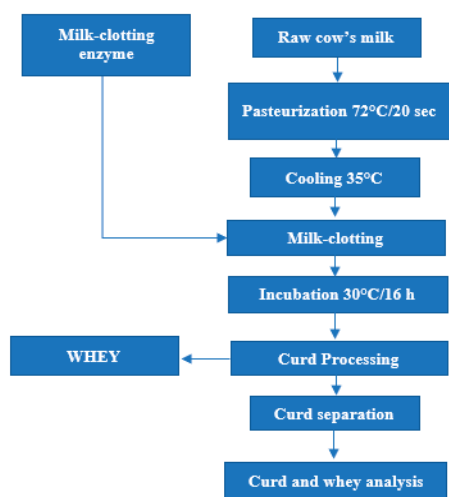 Milk-clotting
enzyme
Raw cow's milk
Pasteurization 72°C/20 sec
Cooling 35°C
Milk-clotting
Incubation 30°C/16 h
WHEY
Curd Processing
Curd separation
Curd and whey analysis